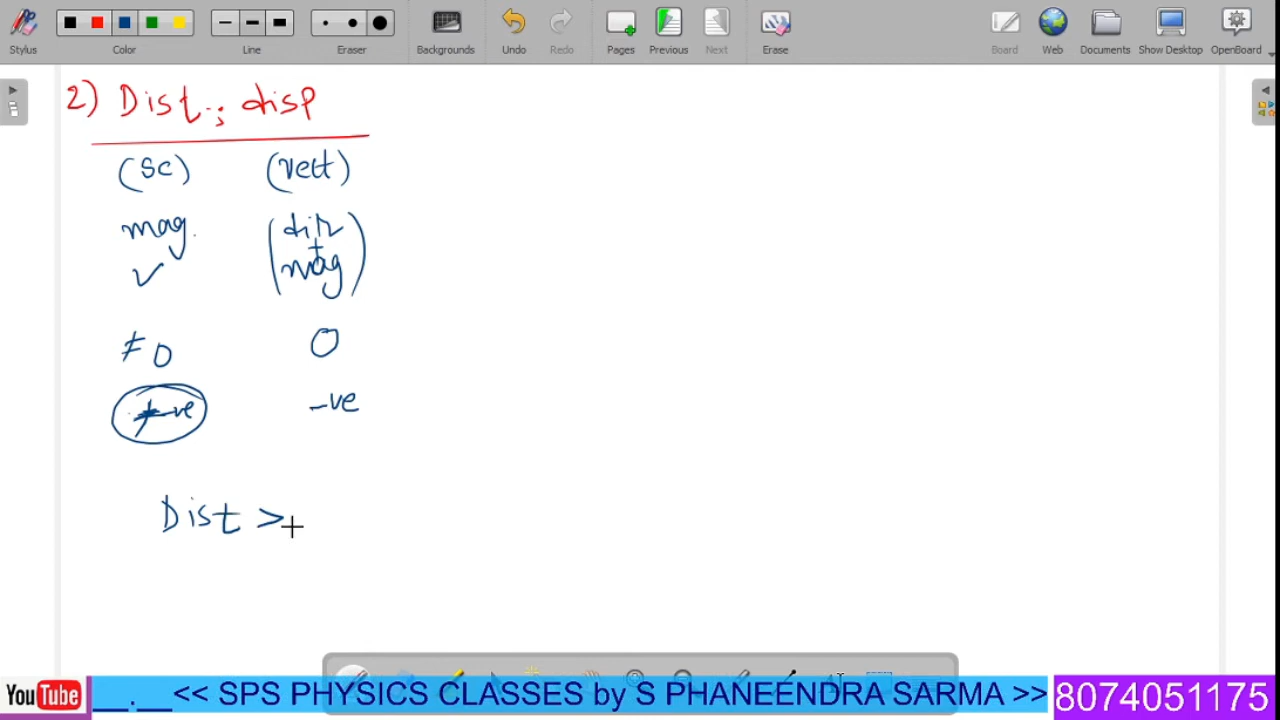 Stylus Color Line Eraser Backgrounds Undo Redo Pages Previous Next Erase Board Web Documents Show Desktop OpenBoard
2) Dist.; disp
(sc) (vect)
mag. (dir
+
✓ mag)
≠ 0 0
+ve -ve
Dist >
YouTube __.__ << SPS PHYSICS CLASSES by S PHANEENDRA SARMA >> 8074051175